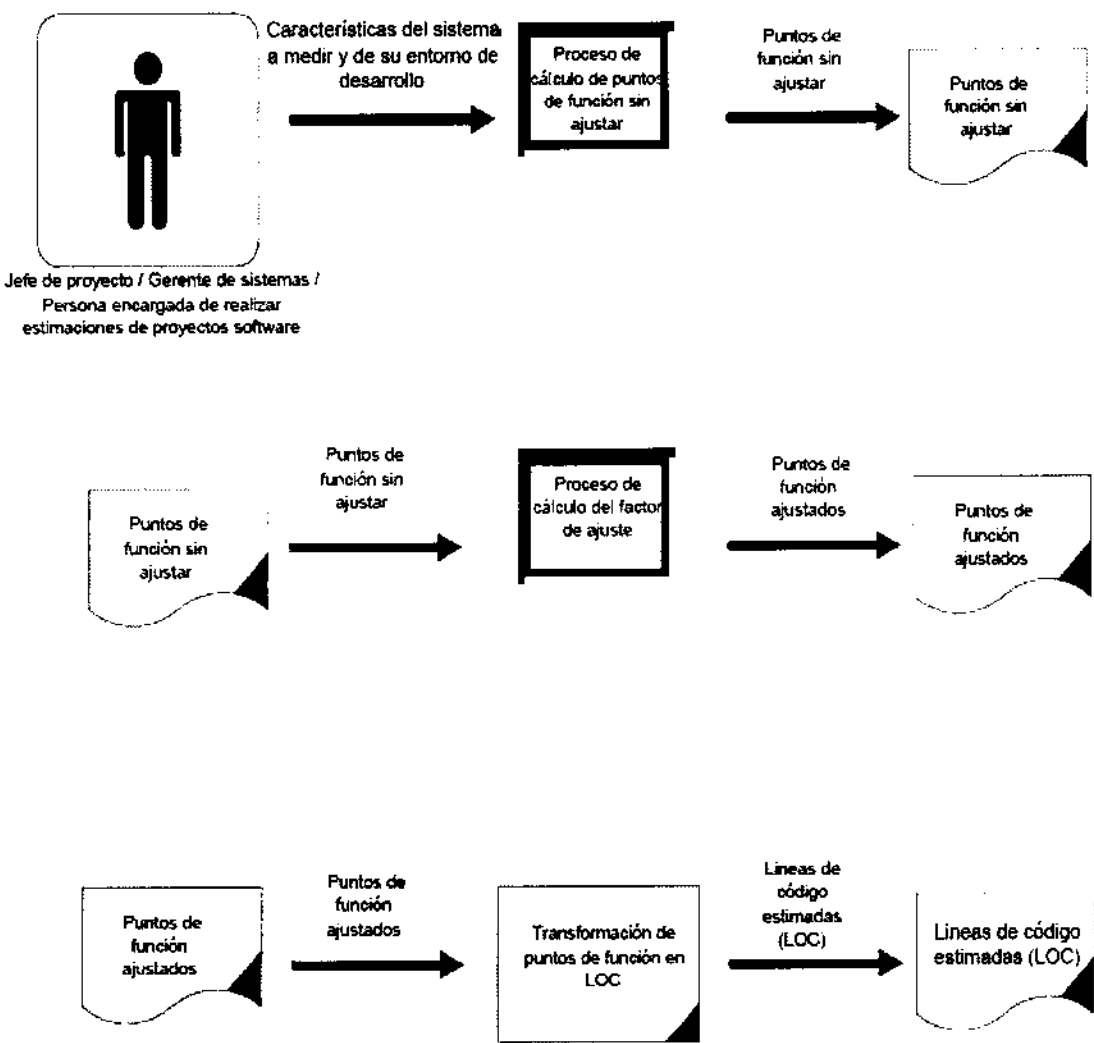 Características del sistema
a medir y de su entorno de
desarrollo
Proceso de
cálculo de puntos
de función sin
ajustar
Puntos de
función sin
ajustar
Puntos de
función sin
ajustar
Jefe de proyecto / Gerente de sistemas /
Persona encargada de realizar
estimaciones de proyectos software
Puntos de
función sin
ajustar
Puntos de
función sin
ajustar
Proceso de
cálculo del factor
de ajuste
Puntos de
función
ajustados
Puntos de
función
ajustados
Puntos de
función
ajustados
Puntos de
función
ajustados
Transformación de
puntos de función en
LOC
Lineas de
código
estimadas
(LOC)
Lineas de código
estimadas (LOC)